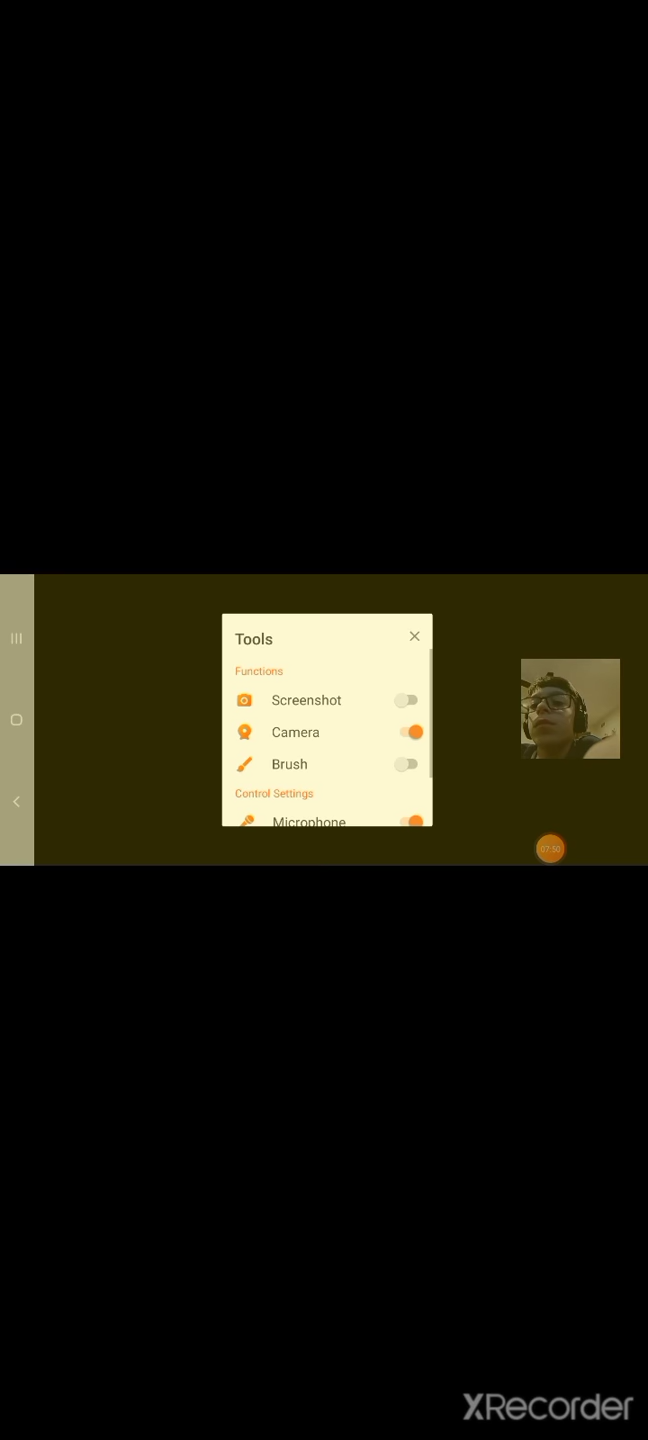 Tools
Functions
Screenshot
Camera
Brush
Control Settings
Microphone
07:50
XRecorder